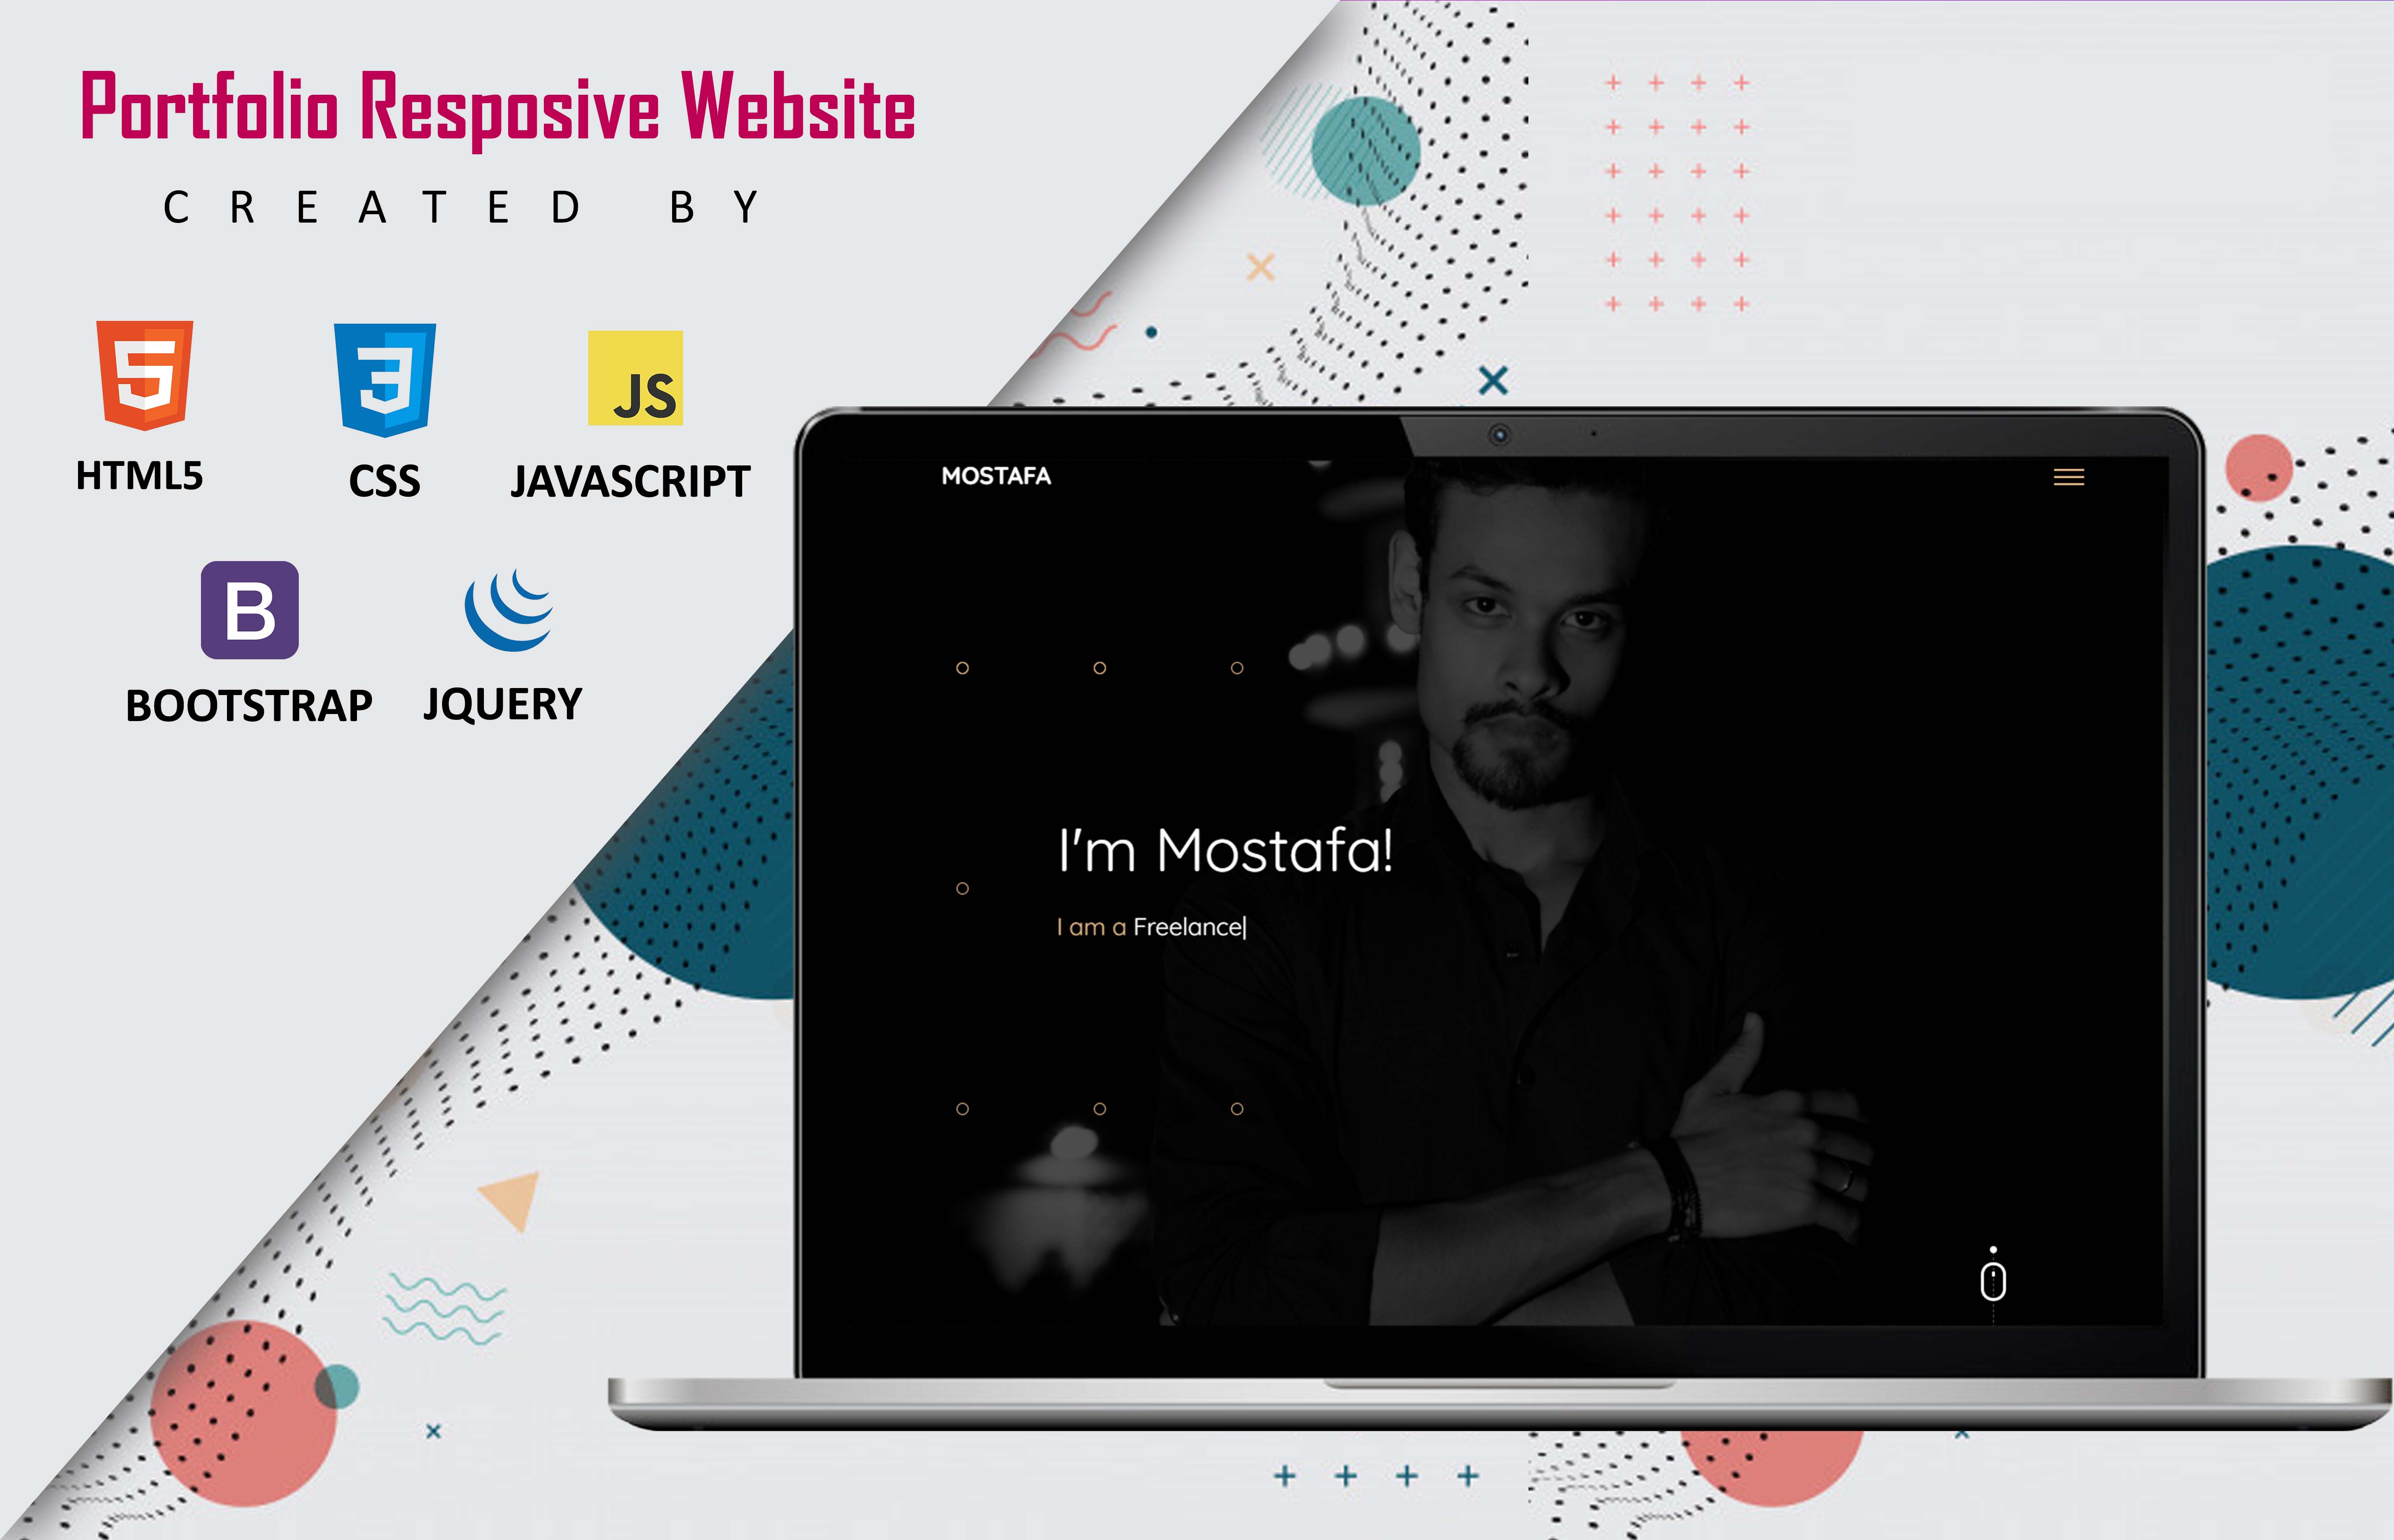 Portfolio Resposive Website
CREATED BY
5 3 JS
HTML5 CSS JAVASCRIPT
B
BOOTSTRAP JQUERY
MOSTAFA
I'm Mostafa!
I am a Freelance|